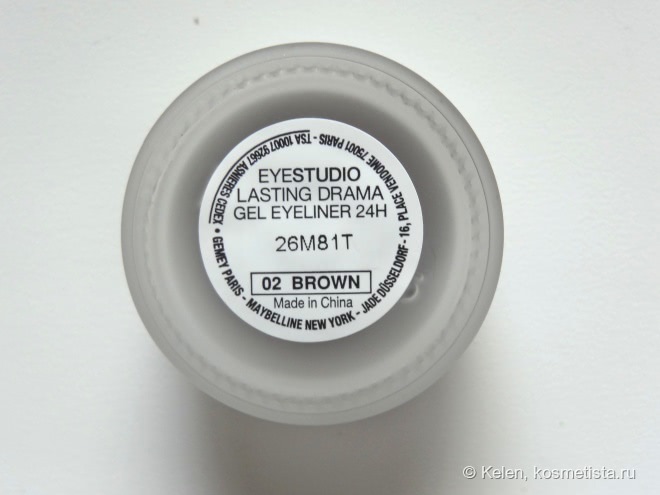 EYESTUDIO
LASTING DRAMA
GEL EYELINER 24H
26M81T
02 BROWN
Made in China
GEMEY PARIS - MAYBELLINE NEW YORK - JADE DÜSSELDORF - 16, PLACE VENDOME 75001 PARIS - TSA 10007 92667 ASNIERES CEDEX •
© Kelen, kosmetista.ru